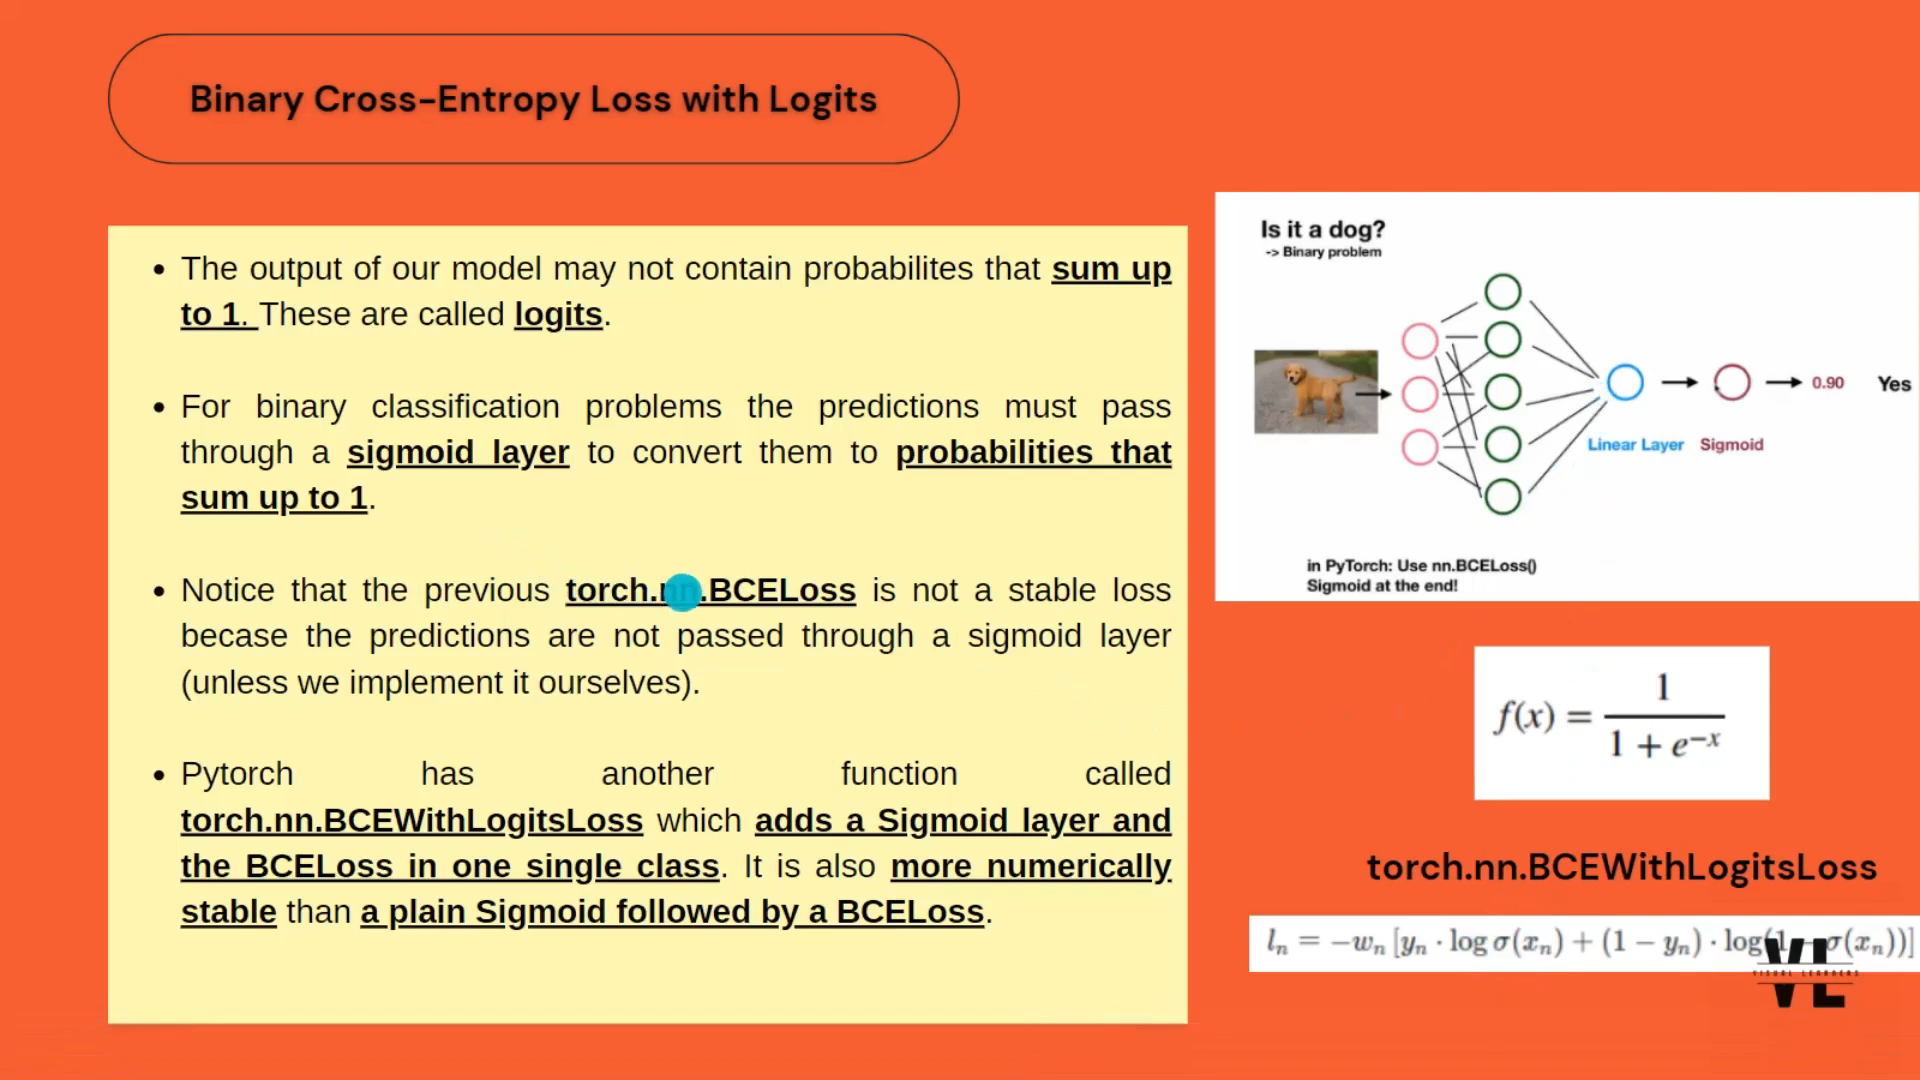 Binary Cross-Entropy Loss with Logits
• The output of our model may not contain probabilites that sum up
to 1. These are called logits.
• For binary classification problems the predictions must pass
through a sigmoid layer to convert them to probabilities that
sum up to 1.
• Notice that the previous torch.nn.BCELoss is not a stable loss
becase the predictions are not passed through a sigmoid layer
(unless we implement it ourselves).
• Pytorch has another function called
torch.nn.BCEWithLogitsLoss which adds a Sigmoid layer and
the BCELoss in one single class. It is also more numerically
stable than a plain Sigmoid followed by a BCELoss.
Is it a dog?
-> Binary problem
0.90 Yes
Linear Layer Sigmoid
in PyTorch: Use nn.BCELoss()
Sigmoid at the end!
f(x) = 1 / (1 + e^{-x})
torch.nn.BCEWithLogitsLoss
l_n = −w_n [y_n · log σ(x_n) + (1 − y_n) · log(1 − σ(x_n))]
VL
VISUAL LEARNERS